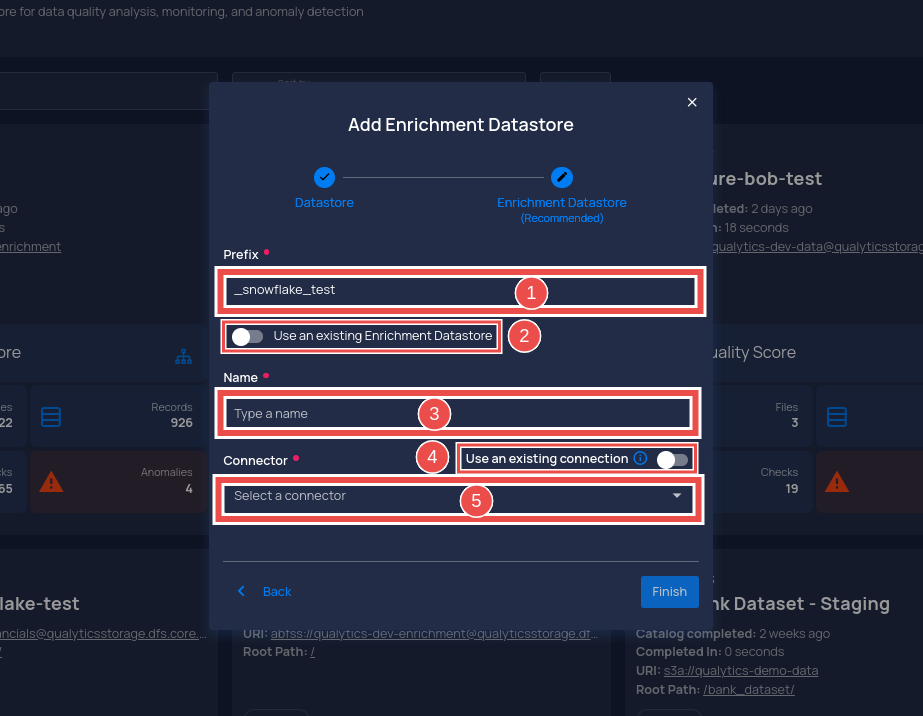 ore for data quality analysis, monitoring, and anomaly detection
Add Enrichment Datastore
Datastore
Enrichment Datastore
(Recommended)
Prefix
_snowflake_test
1
Use an existing Enrichment Datastore
2
Name
Type a name
3
Connector
4
Use an existing connection
Select a connector
5
Back
Finish
ago
s
enrichment
ore
es
22
Records
926
ks
65
Anomalies
4
ure-bob-test
leted: 2 days ago
n: 18 seconds
qualytics-dev-data@qualyticsstorag
uality Score
Files
3
Checks
19
lake-test
ancials@qualyticsstorage.dfs.core....
/
URI: abfss://qualytics-dev-enrichment@qualyticsstorage.df...
Root Path: /
nk Dataset - Staging
Catalog completed: 2 weeks ago
Completed In: 0 seconds
URI: s3a://qualytics-demo-data
Root Path: /bank_dataset/